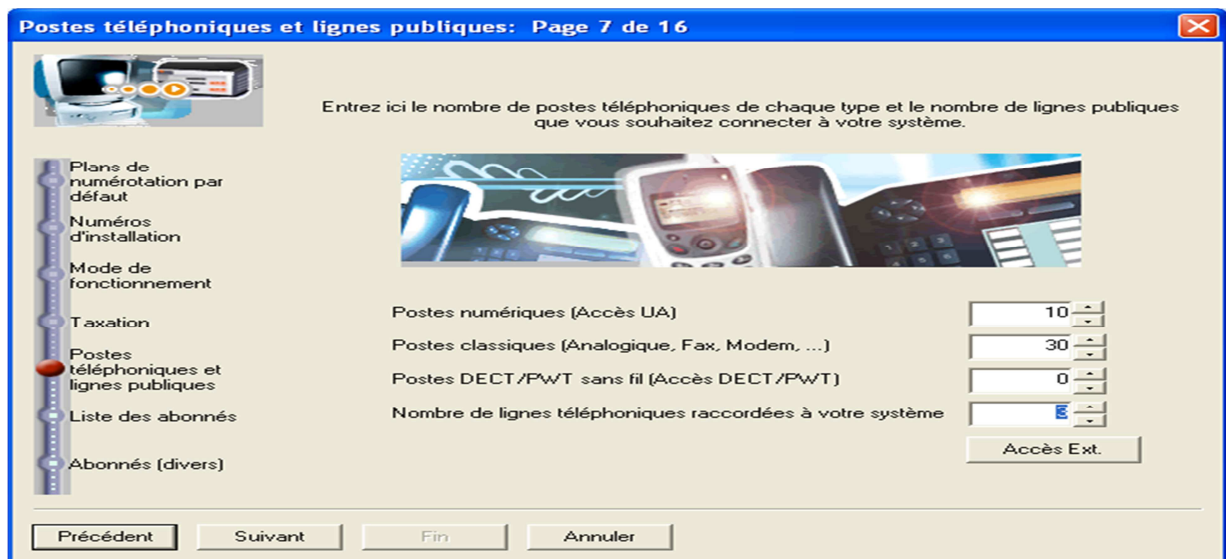 Postes téléphoniques et lignes publiques: Page 7 de 16
Entrez ici le nombre de postes téléphoniques de chaque type et le nombre de lignes publiques
que vous souhaitez connecter à votre système.
Plans de
numérotation par
défaut
Numéros
d'installation
Mode de
fonctionnement
Taxation
Postes
téléphoniques et
lignes publiques
Liste des abonnés
Abonnés (divers)
Postes numériques (Accès UA)
10
Postes classiques (Analogique, Fax, Modem, ...)
30
Postes DECT/PWT sans fil (Accès DECT/PWT)
0
Nombre de lignes téléphoniques raccordées à votre système
Accès Ext.
Précédent
Suivant
Fin
Annuler